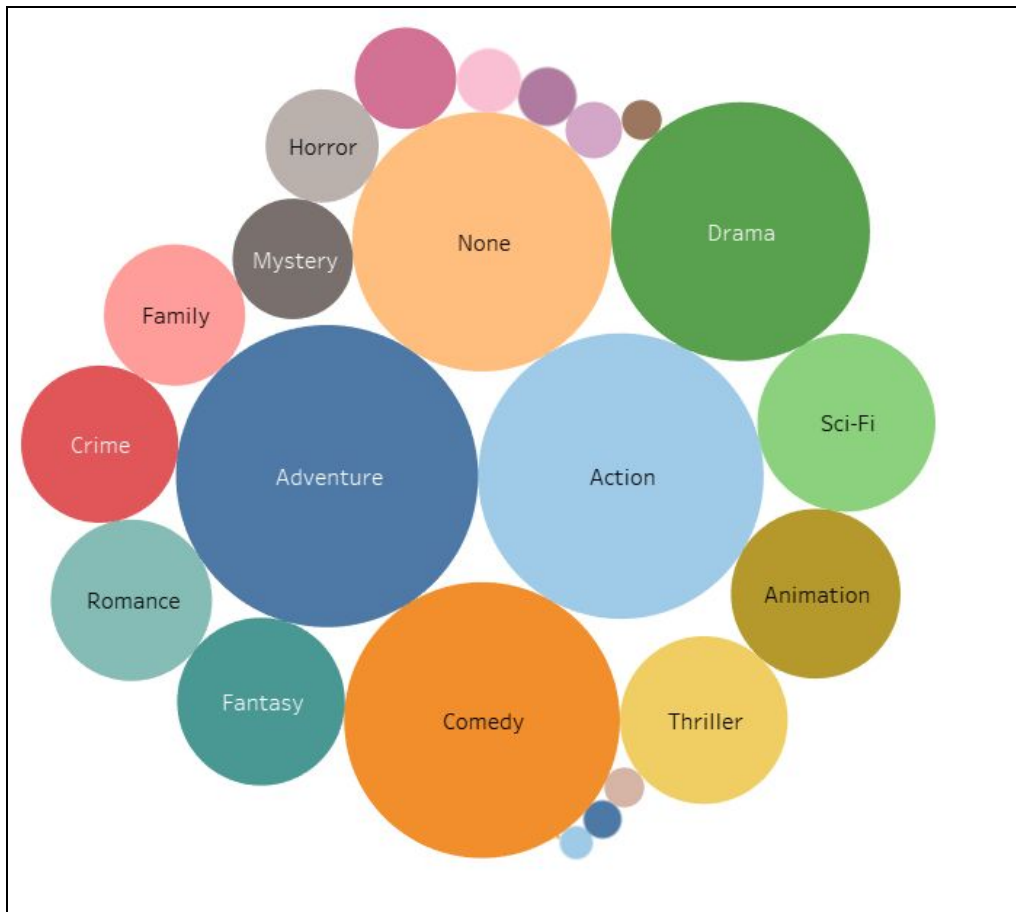 Horror
Drama
None
Mystery
Family
Sci-Fi
Crime
Adventure
Action
Animation
Romance
Fantasy
Comedy
Thriller